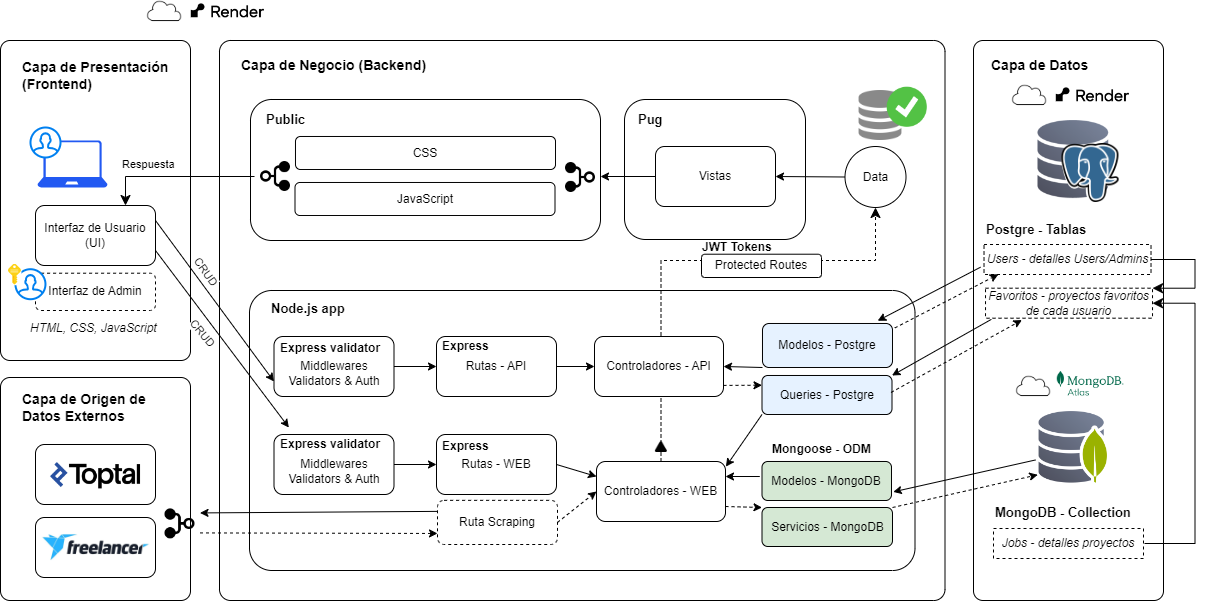 Render
Capa de Presentación
(Frontend)
Respuesta
Interfaz de Usuario
(UI)
Interfaz de Admin
HTML, CSS, JavaScript
CRUD
CRUD
Capa de Origen de
Datos Externos
Toptal
freelancer
Capa de Negocio (Backend)
Public
CSS
JavaScript
Pug
Vistas
Data
JWT Tokens
Protected Routes
Node.js app
Express validator
Middlewares
Validators & Auth
Express
Rutas - API
Controladores - API
Modelos - Postgre
Queries - Postgre
Express validator
Middlewares
Validators & Auth
Express
Rutas - WEB
Ruta Scraping
Controladores - WEB
Mongoose - ODM
Modelos - MongoDB
Servicios - MongoDB
Capa de Datos
Render
Postgre - Tablas
Users - detalles Users/Admins
Favoritos - proyectos favoritos
de cada usuario
MongoDB.
Atlas
MongoDB - Collection
Jobs - detalles proyectos